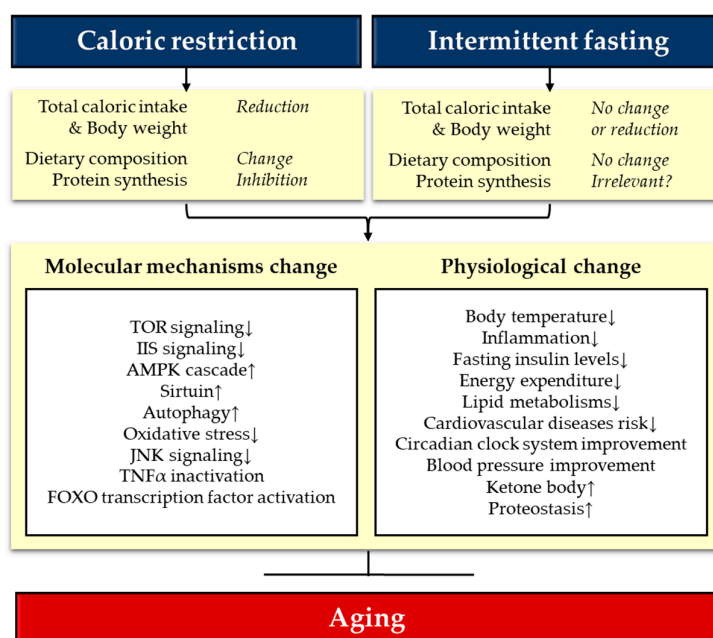 Caloric restriction
Intermittent fasting
Total caloric intake Reduction
& Body weight
Dietary composition Change
Protein synthesis Inhibition
Total caloric intake No change
& Body weight or reduction
Dietary composition No change
Protein synthesis Irrelevant?
Molecular mechanisms change
TOR signaling↓
IIS signaling↓
AMPK cascade↑
Sirtuin↑
Autophagy↑
Oxidative stress↓
JNK signaling↓
TNFα inactivation
FOXO transcription factor activation
Physiological change
Body temperature↓
Inflammation↓
Fasting insulin levels↓
Energy expenditure↓
Lipid metabolisms↓
Cardiovascular diseases risk↓
Circadian clock system improvement
Blood pressure improvement
Ketone body↑
Proteostasis↑
Aging